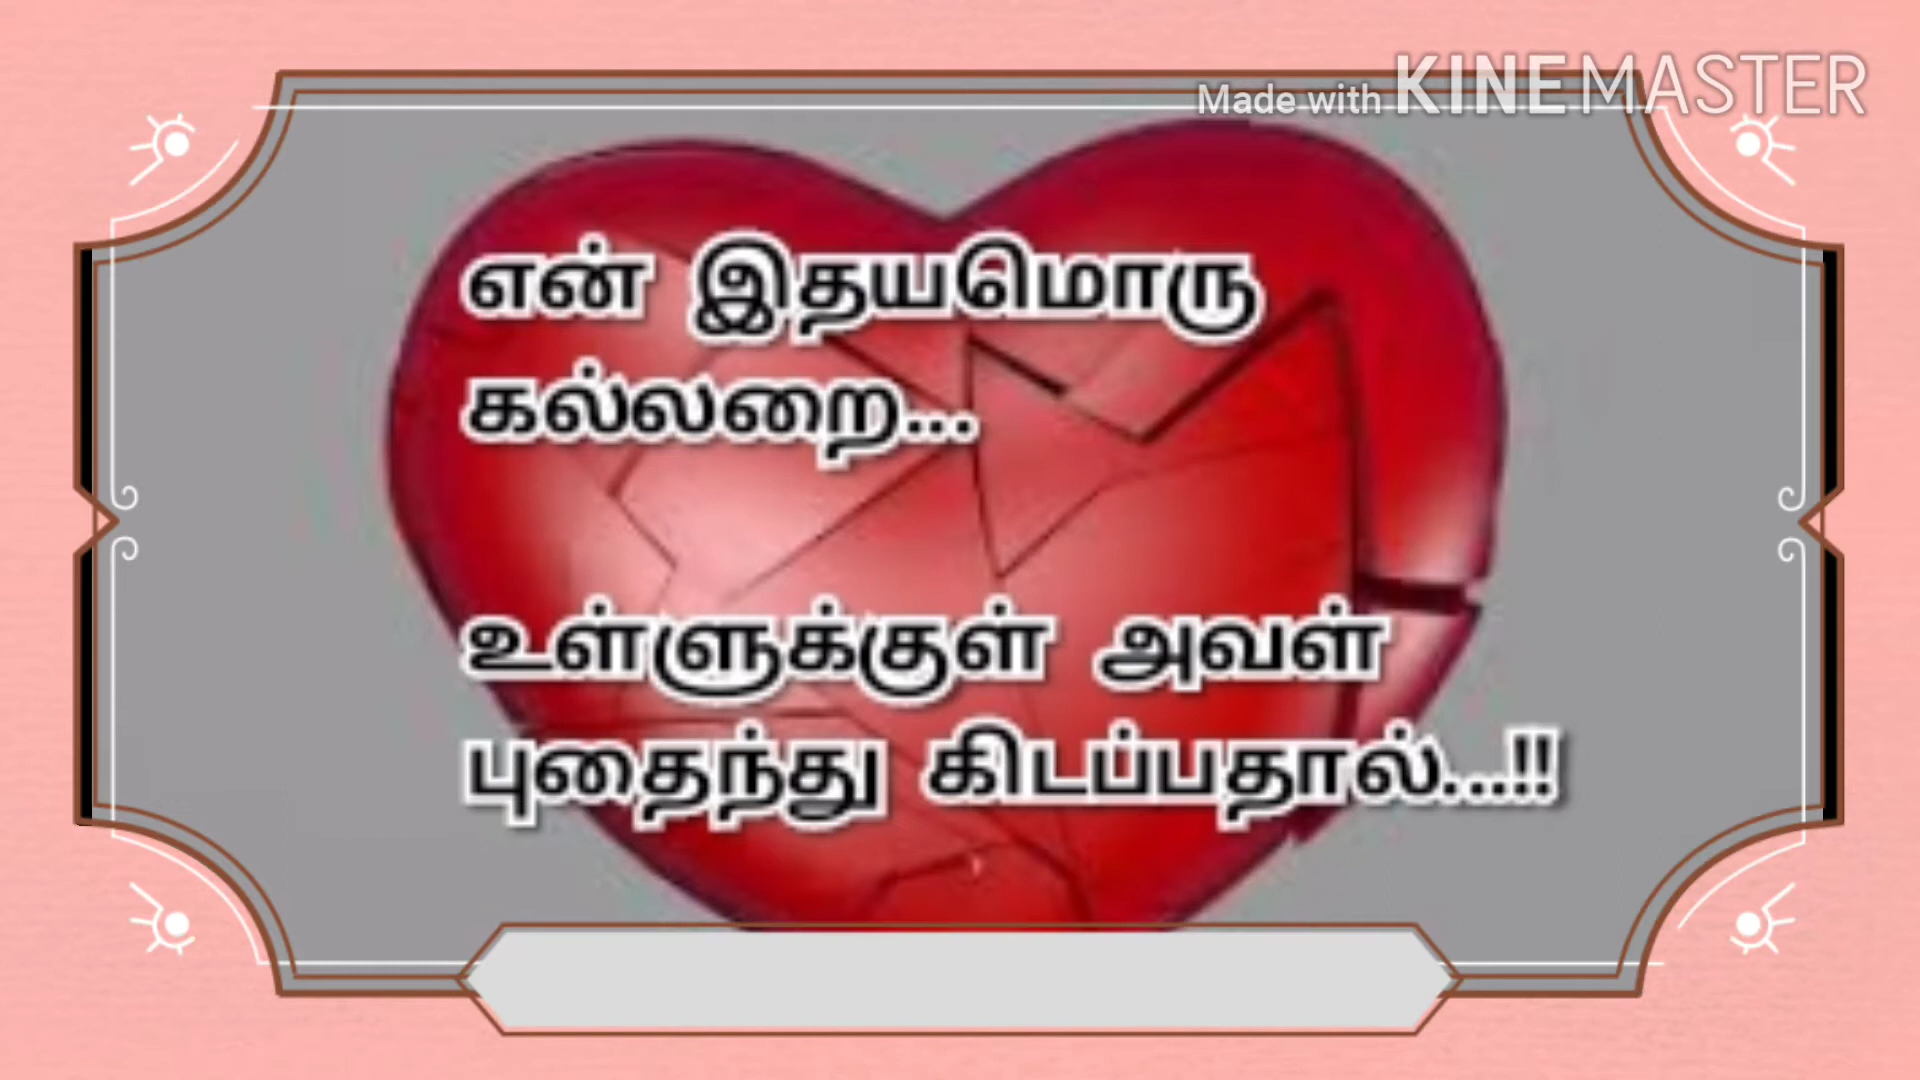 Made with KINEMASTER
என் இதயமொரு
கல்லறை...
உள்ளுக்குள் அவள்
புதைந்து கிடப்பதால்...!!